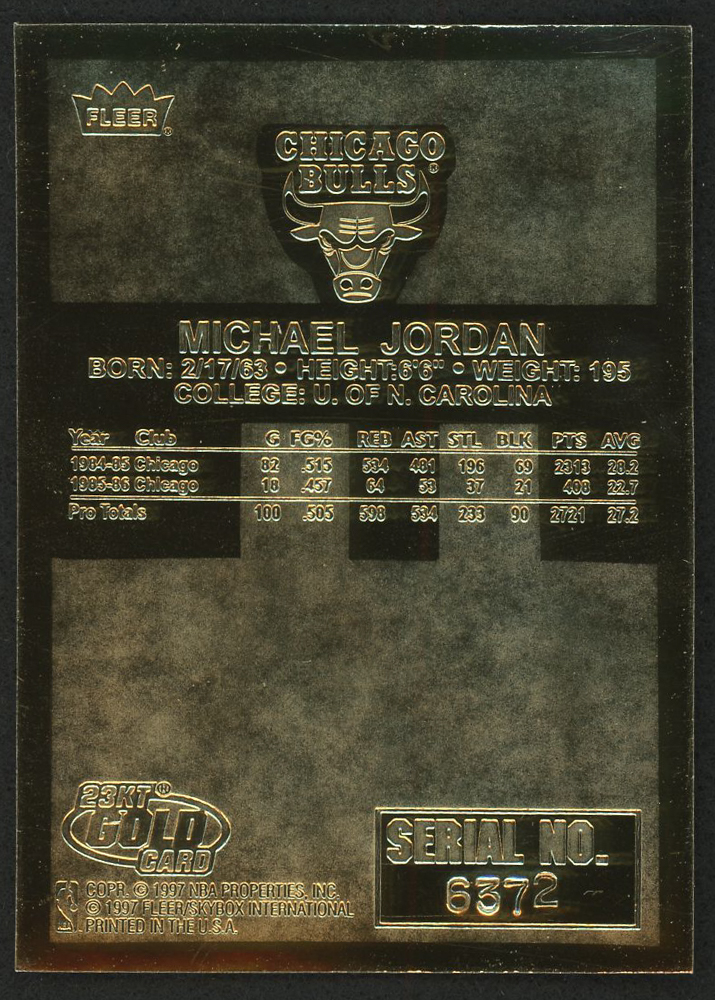 FLEER®
CHICAGO
BULLS®
MICHAEL JORDAN
BORN: 2/17/63 • HEIGHT:6'6" • WEIGHT: 195
COLLEGE: U. OF N. CAROLINA
Year Club G FG% REB AST STL BLK PTS AVG
1984-85 Chicago 82 .515 534 481 196 69 2313 28.2
1985-86 Chicago 18 .457 64 53 37 21 408 22.7
Pro Totals 100 .505 598 534 233 90 2721 27.2
23KT
GOLD
CARD
SERIAL NO.
6372
COPR. © 1997 NBA PROPERTIES, INC.
© 1997 FLEER/SKYBOX INTERNATIONAL
PRINTED IN THE U.S.A.